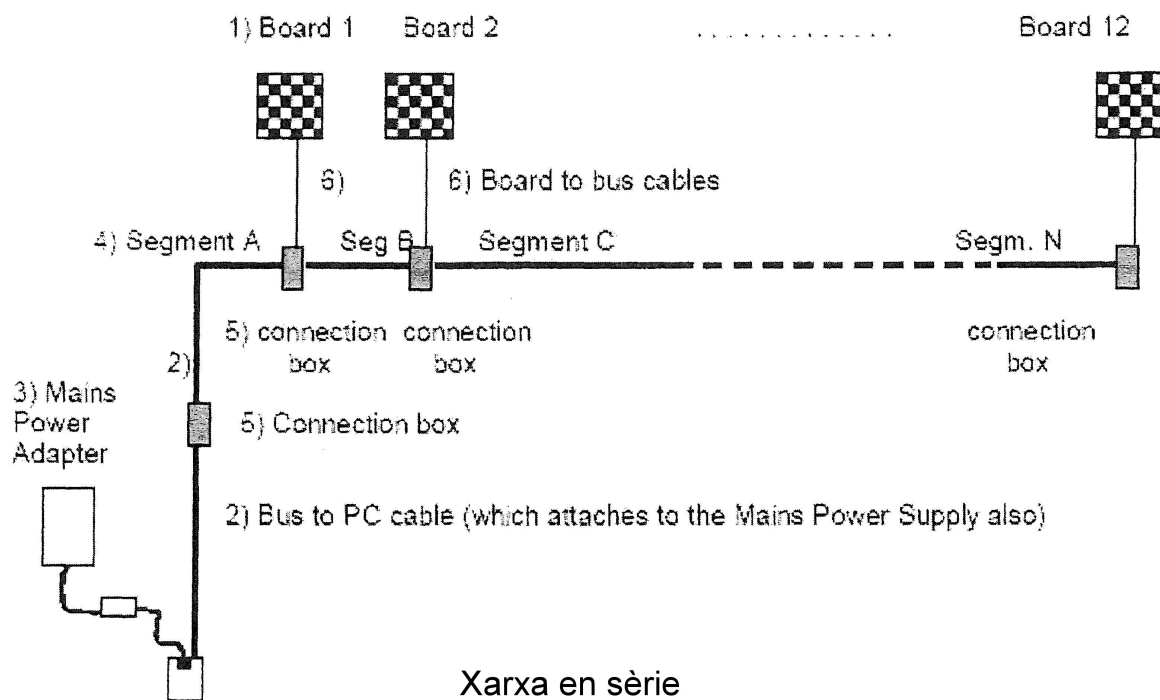 1) Board 1 Board 2 . . . . . . . . . . . . . Board 12
6) 6) Board to bus cables
4) Segment A Seg B Segment C Segm. N
5) connection box connection box connection box
2)
3) Mains
Power
Adapter
5) Connection box
2) Bus to PC cable (which attaches to the Mains Power Supply also)
Xarxa en sèrie